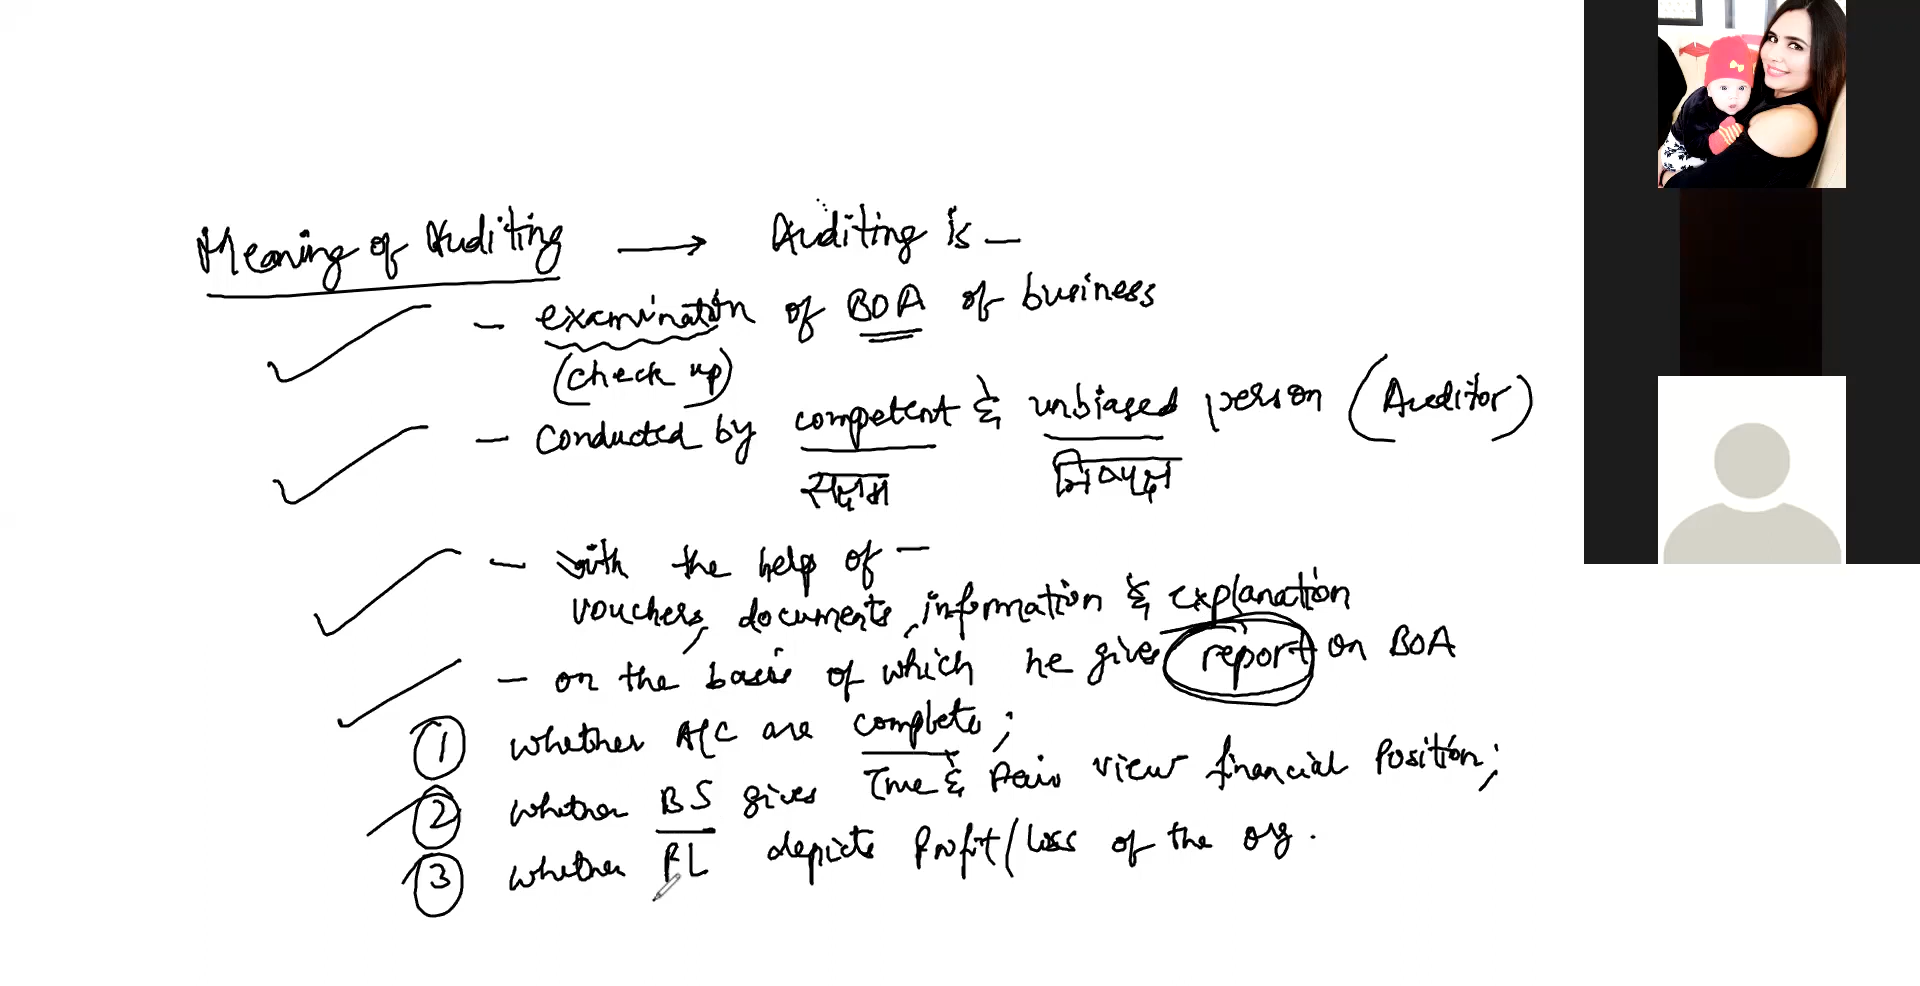 Meaning of Auditing → Auditing is —
- examination of BOA of business
(check up)
- conducted by competent & unbiased person (Auditor)
सक्षम निष्पक्ष
- with the help of -
vouchers, documents, information & explanation
- on the basis of which he gives report on BOA
1 whether A/C are complete;
2 whether BS gives True & Fair view financial Position;
3 whether PL depicts Profit/loss of the org.